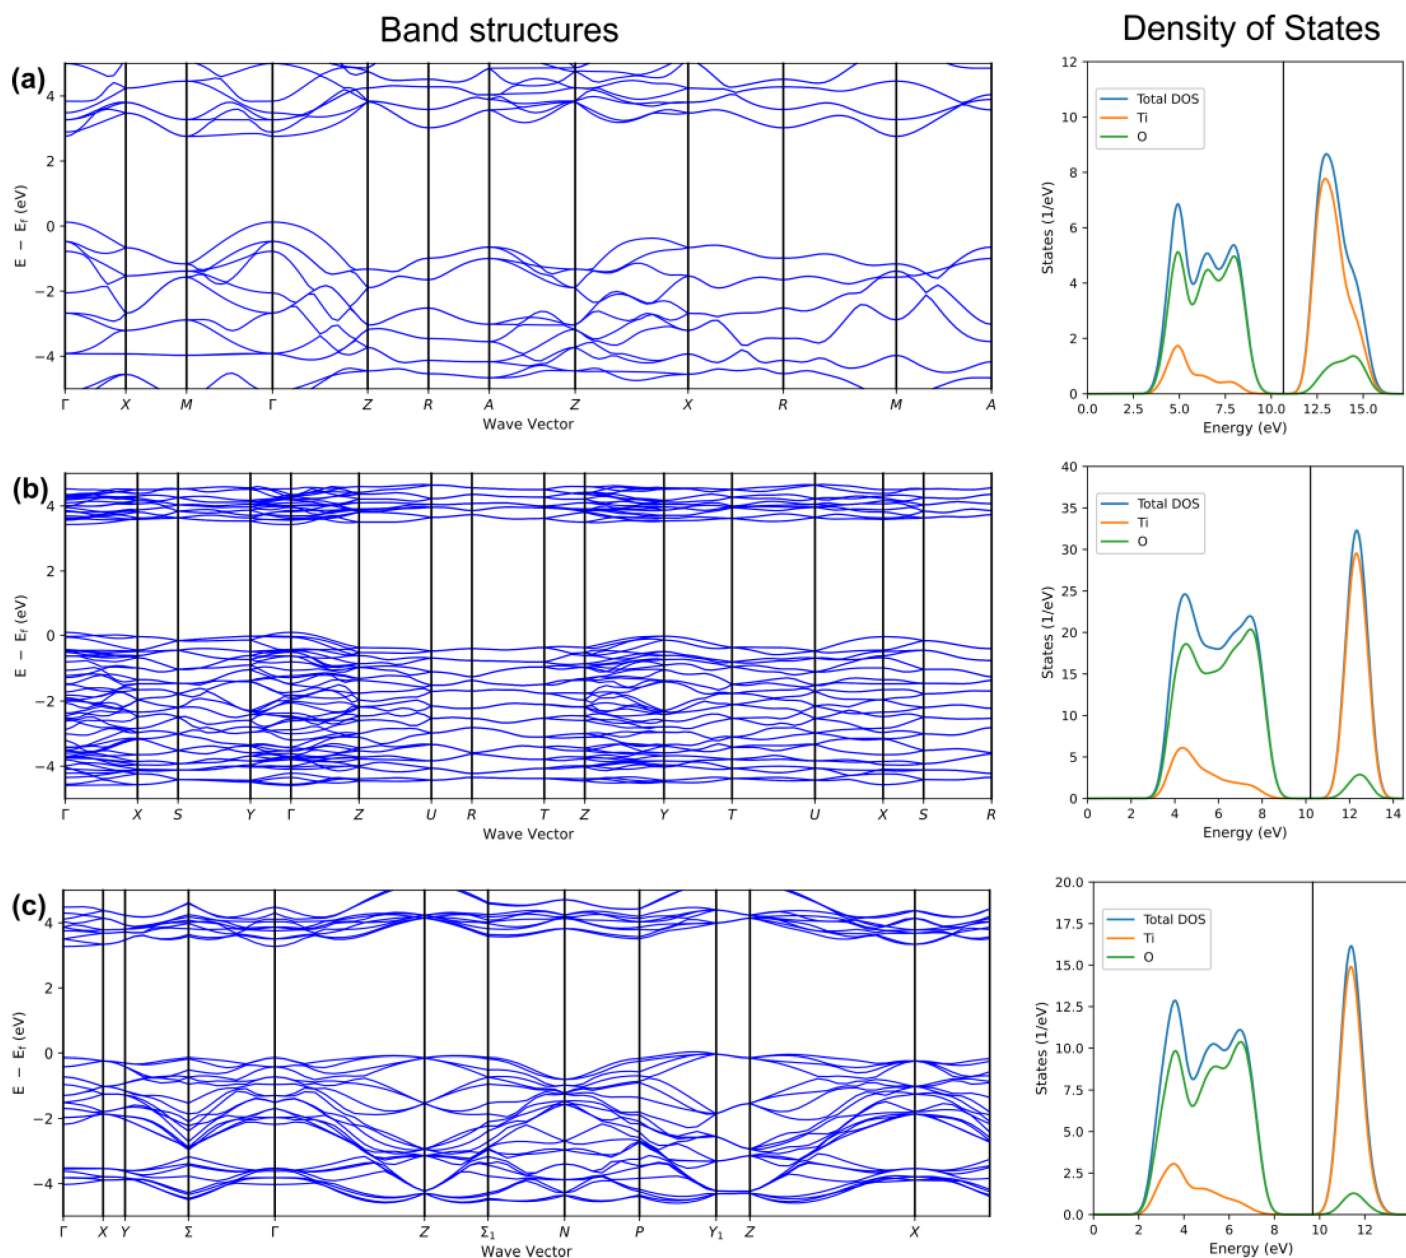 Band structures
Density of States
(a)
4
2
0
−2
−4
E − Ef (eV)
Γ X M Γ Z R A Z X R M A
Wave Vector
12
10
8
6
4
2
0
States (1/eV)
Total DOS
Ti
O
0.0 2.5 5.0 7.5 10.0 12.5 15.0
Energy (eV)
(b)
4
2
0
−2
−4
E − Ef (eV)
Γ X S Y Γ Z U R T Z Y T U X S R
Wave Vector
40
35
30
25
20
15
10
5
0
States (1/eV)
Total DOS
Ti
O
0 2 4 6 8 10 12 14
Energy (eV)
(c)
4
2
0
−2
−4
E − Ef (eV)
Γ X Y Σ Γ Z Σ1 N P Y1 Z X
Wave Vector
20.0
17.5
15.0
12.5
10.0
7.5
5.0
2.5
0.0
States (1/eV)
Total DOS
Ti
O
0 2 4 6 8 10 12
Energy (eV)